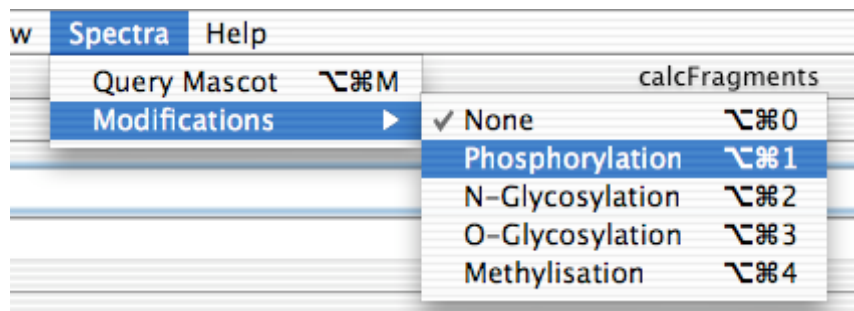 w Spectra Help
Query Mascot ⌥⌘M
calcFragments
Modifications
✓ None ⌥⌘0
Phosphorylation ⌥⌘1
N-Glycosylation ⌥⌘2
O-Glycosylation ⌥⌘3
Methylisation ⌥⌘4